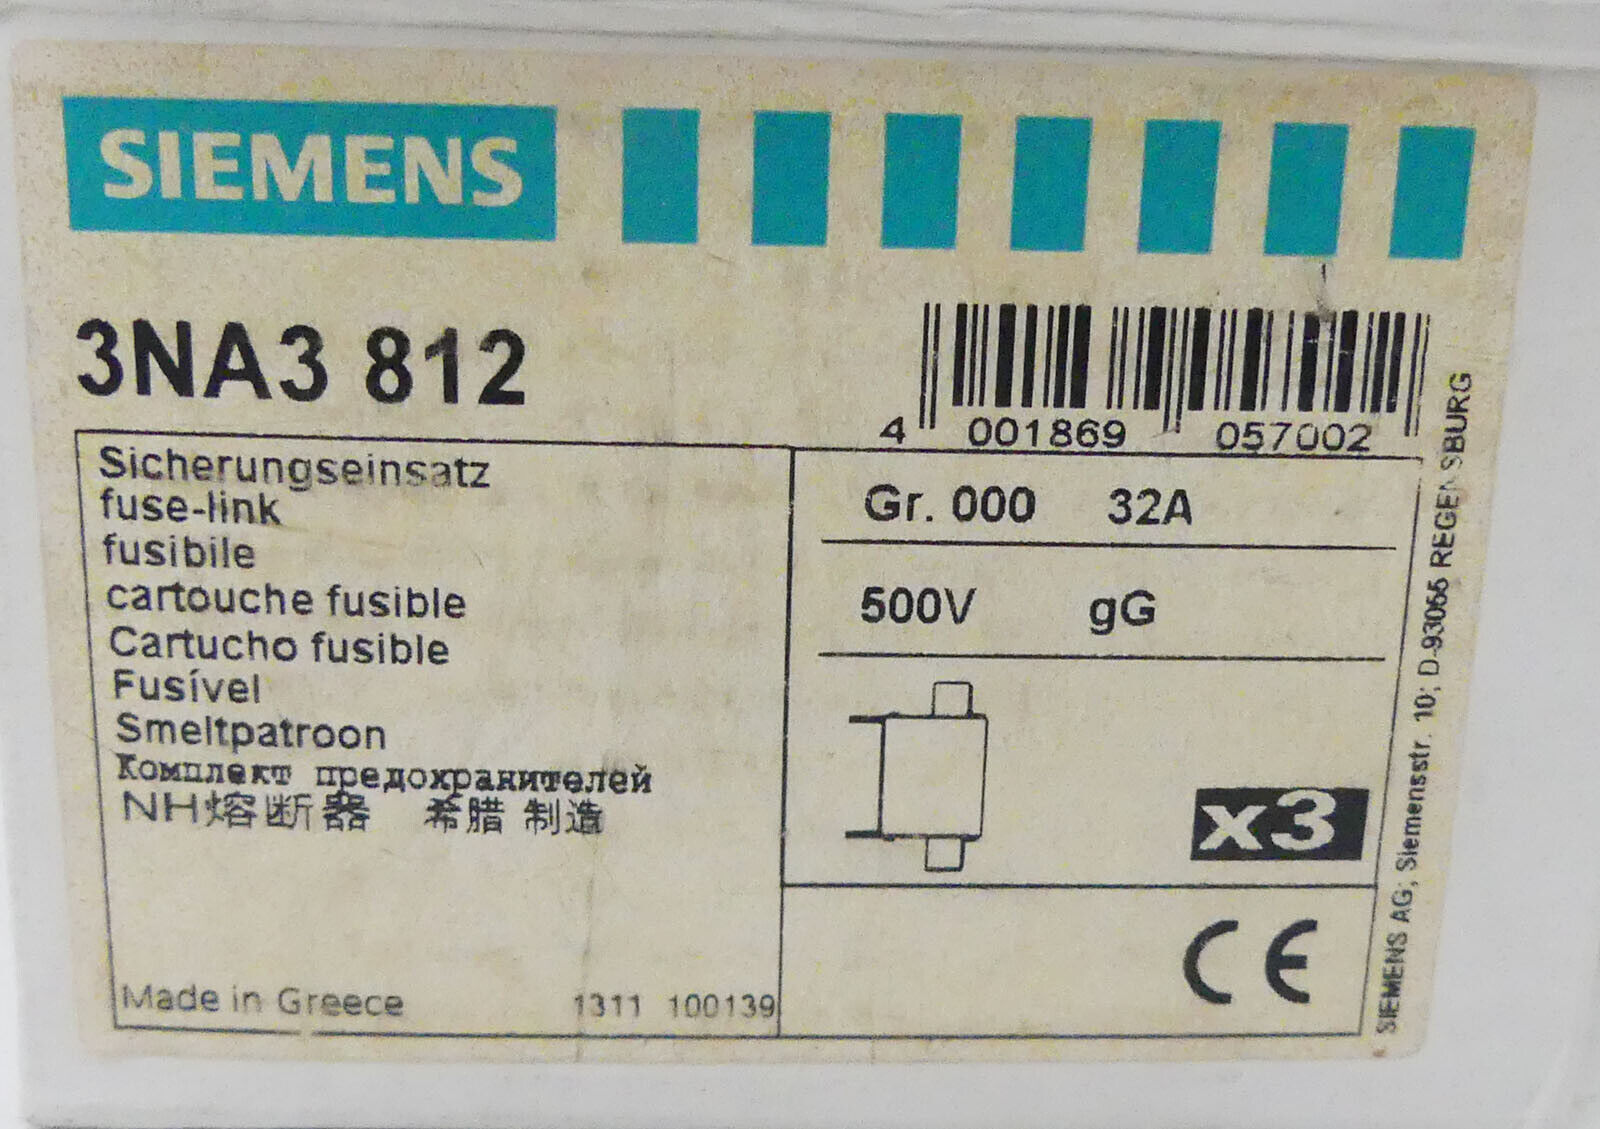 SIEMENS
3NA3 812
4 001869 057002
Sicherungseinsatz
fuse-link
fusibile
cartouche fusible
Cartucho fusible
Fusível
Smeltpatroon
Комплект предохранителей
NH熔断器 希腊 制造
Made in Greece 1311 100139
Gr. 000 32A
500V gG
x3
CE
SIEMENS AG; Siemensstr. 10; D-93055 REGENSBURG